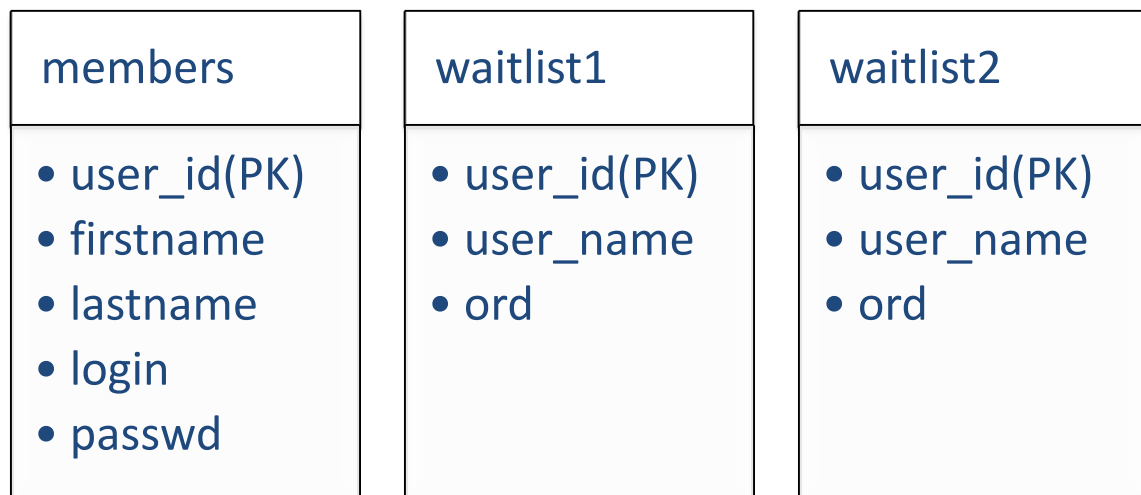 members
• user_id(PK)
• firstname
• lastname
• login
• passwd
waitlist1
• user_id(PK)
• user_name
• ord
waitlist2
• user_id(PK)
• user_name
• ord